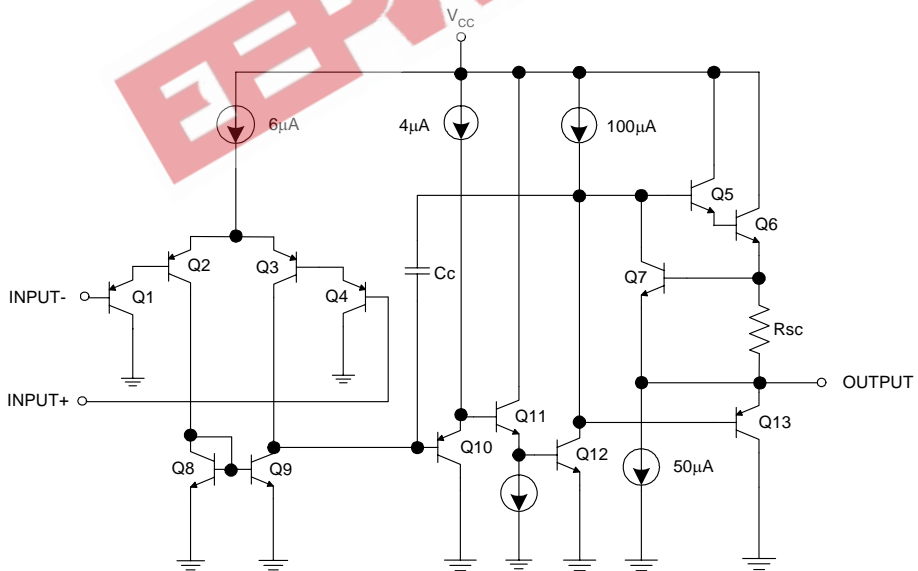 V_CC
6µA
4µA
100µA
Q5
Q6
Q2
Q3
Cc
Q7
INPUT-
Q1
Q4
Rsc
OUTPUT
INPUT+
Q11
Q13
Q10
Q12
Q8
Q9
50µA